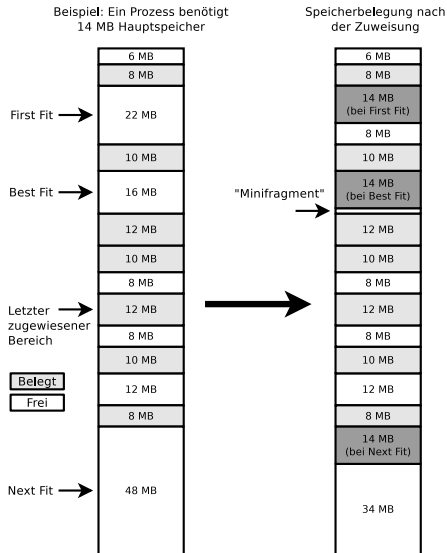 Beispiel: Ein Prozess benötigt
14 MB Hauptspeicher
6 MB
8 MB
First Fit
22 MB
10 MB
Best Fit
16 MB
12 MB
10 MB
8 MB
Letzter
zugewiesener
Bereich
12 MB
8 MB
10 MB
Belegt
Frei
12 MB
8 MB
Next Fit
48 MB
Speicherbelegung nach
der Zuweisung
6 MB
8 MB
14 MB
(bei First Fit)
8 MB
10 MB
14 MB
(bei Best Fit)
"Minifragment"
12 MB
10 MB
8 MB
12 MB
8 MB
10 MB
12 MB
8 MB
14 MB
(bei Next Fit)
34 MB